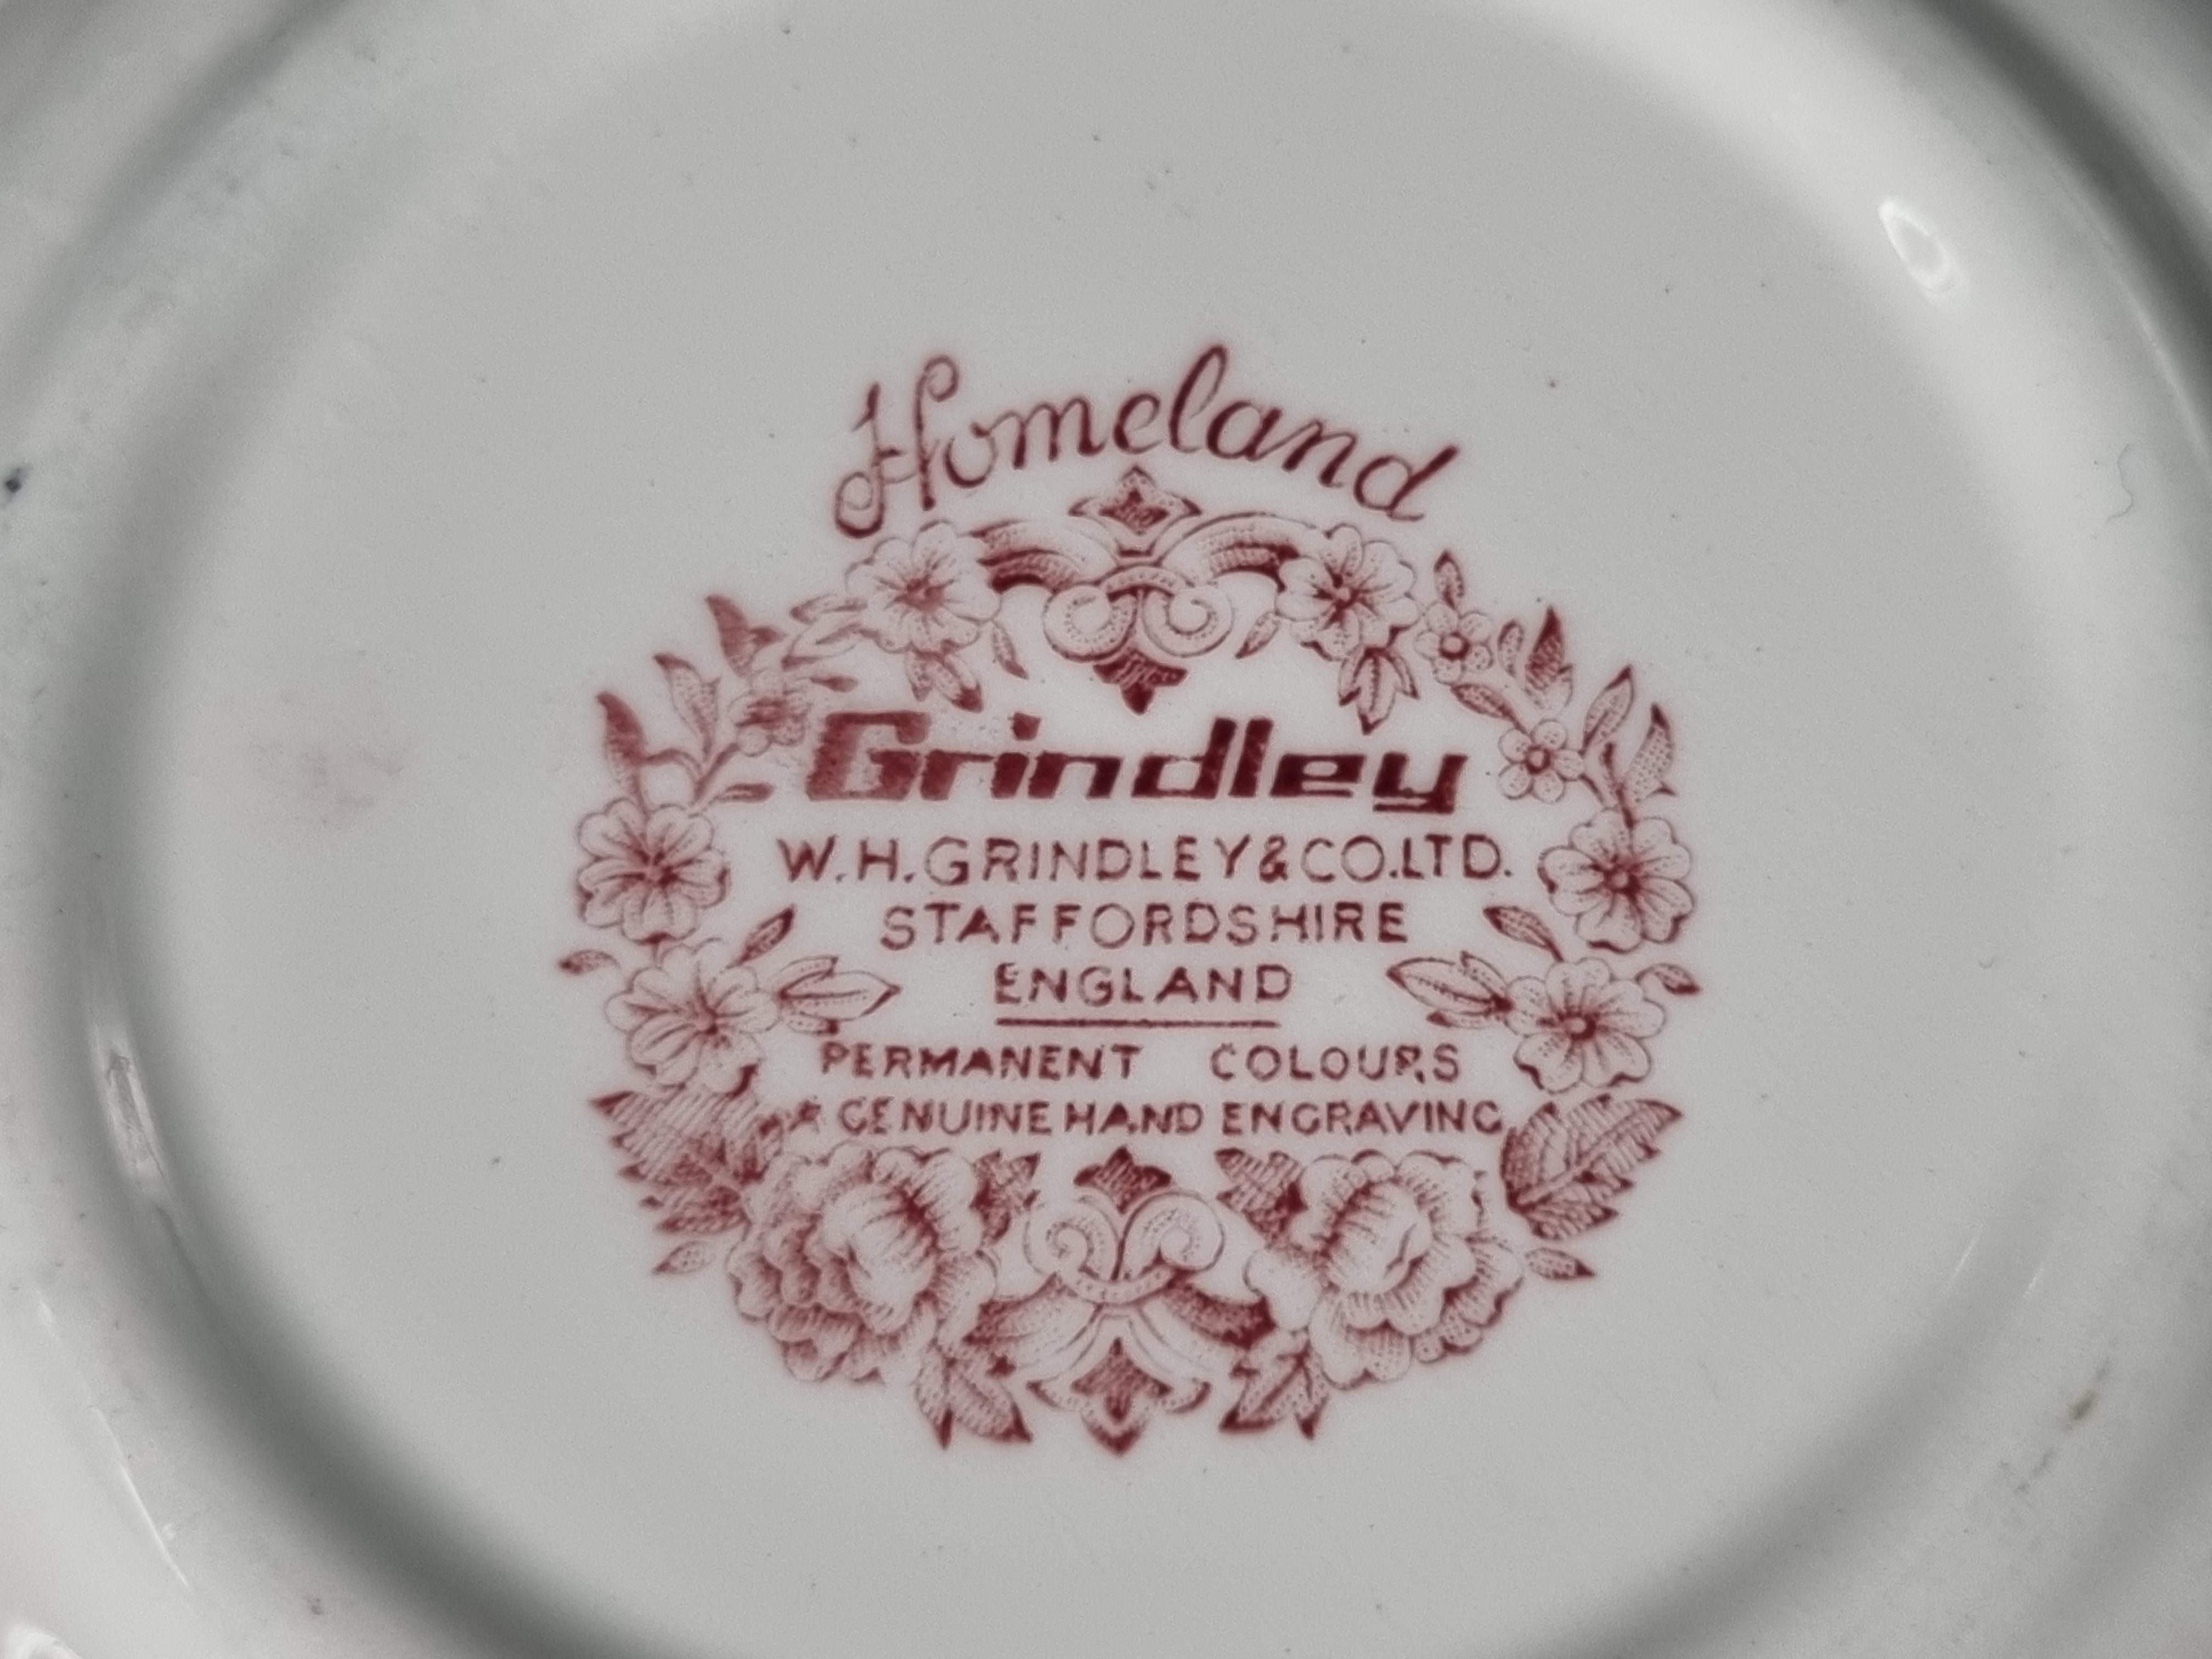 Homeland
Grindley
W.H.GRINDLEY&CO.LTD.
STAFFORDSHIRE
ENGLAND
PERMANENT COLOURS
A GENUINE HAND ENGRAVING